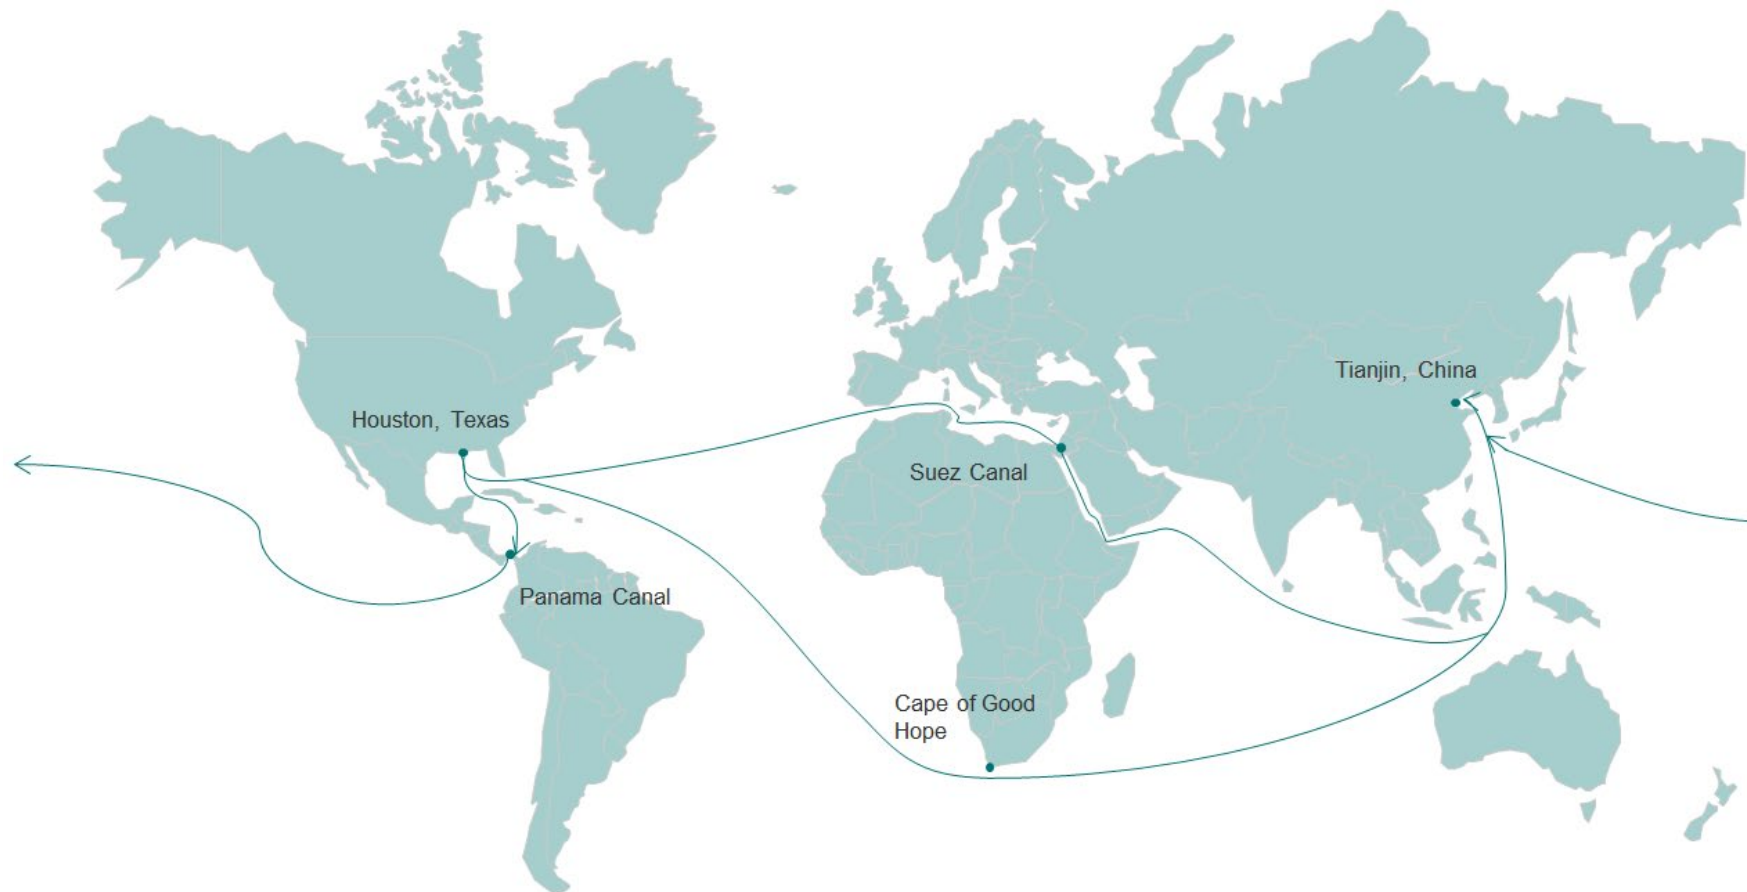 Tianjin, China
Houston, Texas
Suez Canal
Panama Canal
Cape of Good
Hope